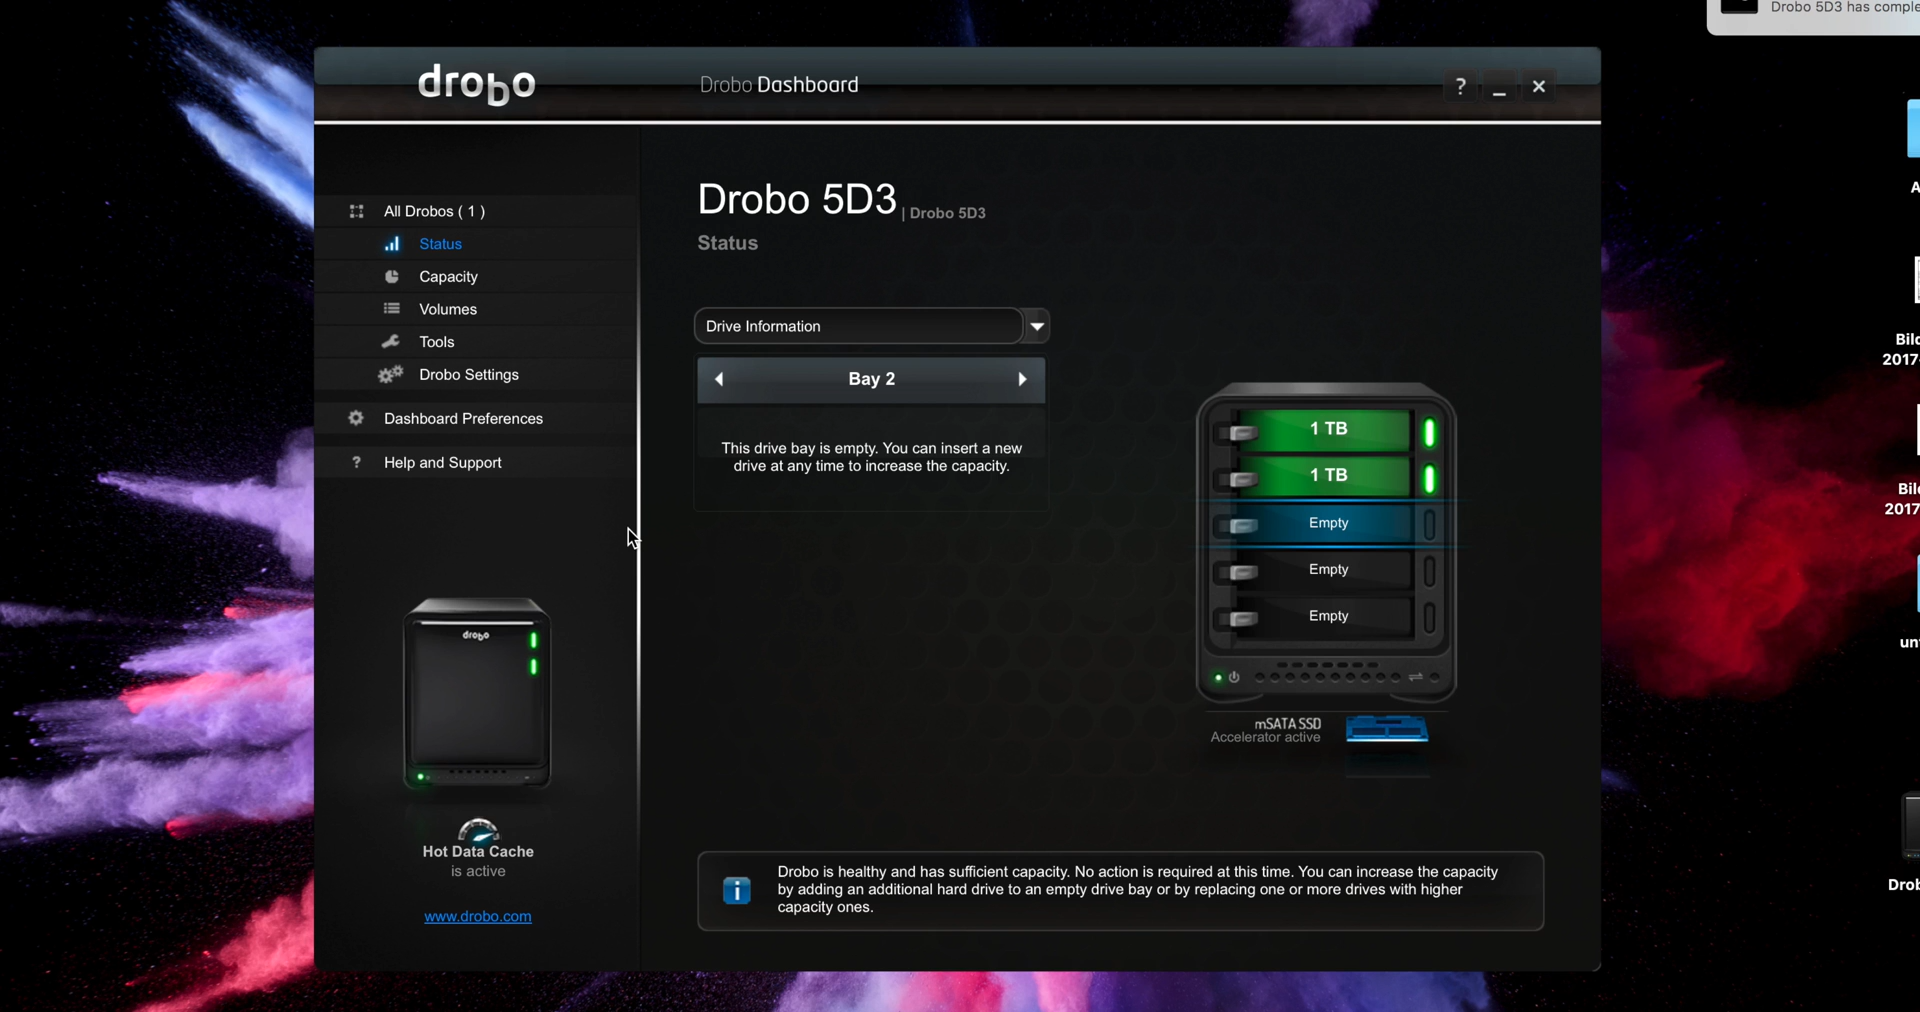 Drobo 5D3 has comple
drobo
Drobo Dashboard
?
All Drobos ( 1 )
Status
Capacity
Volumes
Tools
Drobo Settings
Dashboard Preferences
? Help and Support
drobo
Hot Data Cache
is active
www.drobo.com
Drobo 5D3 | Drobo 5D3
Status
Drive Information
Bay 2
This drive bay is empty. You can insert a new
drive at any time to increase the capacity.
1 TB
1 TB
Empty
Empty
Empty
mSATA SSD
Accelerator active
i
Drobo is healthy and has sufficient capacity. No action is required at this time. You can increase the capacity
by adding an additional hard drive to an empty drive bay or by replacing one or more drives with higher
capacity ones.
A
Bild
2017-
Bild
2017
unt
Drob